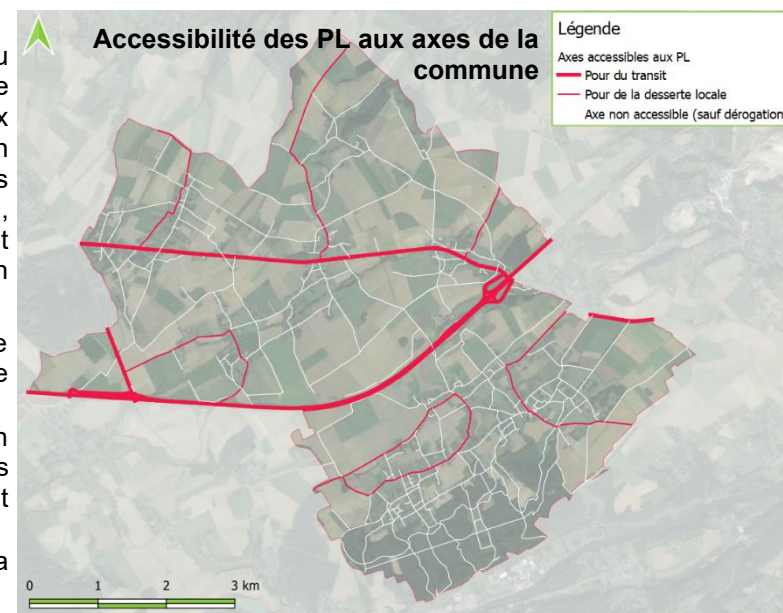 u
e
x
n
s
,
t
n
e
e
n
s
t
a
Accessibilité des PL aux axes de la
commune
Légende
Axes accessibles aux PL
Pour du transit
Pour de la desserte locale
Axe non accessible (sauf dérogation
0 1 2 3 km